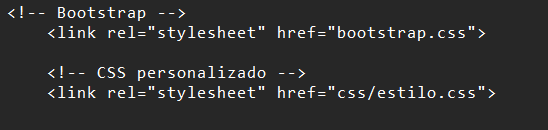 <!-- Bootstrap -->
<link rel="stylesheet" href="bootstrap.css">
<!-- CSS personalizado -->
<link rel="stylesheet" href="css/estilo.css">